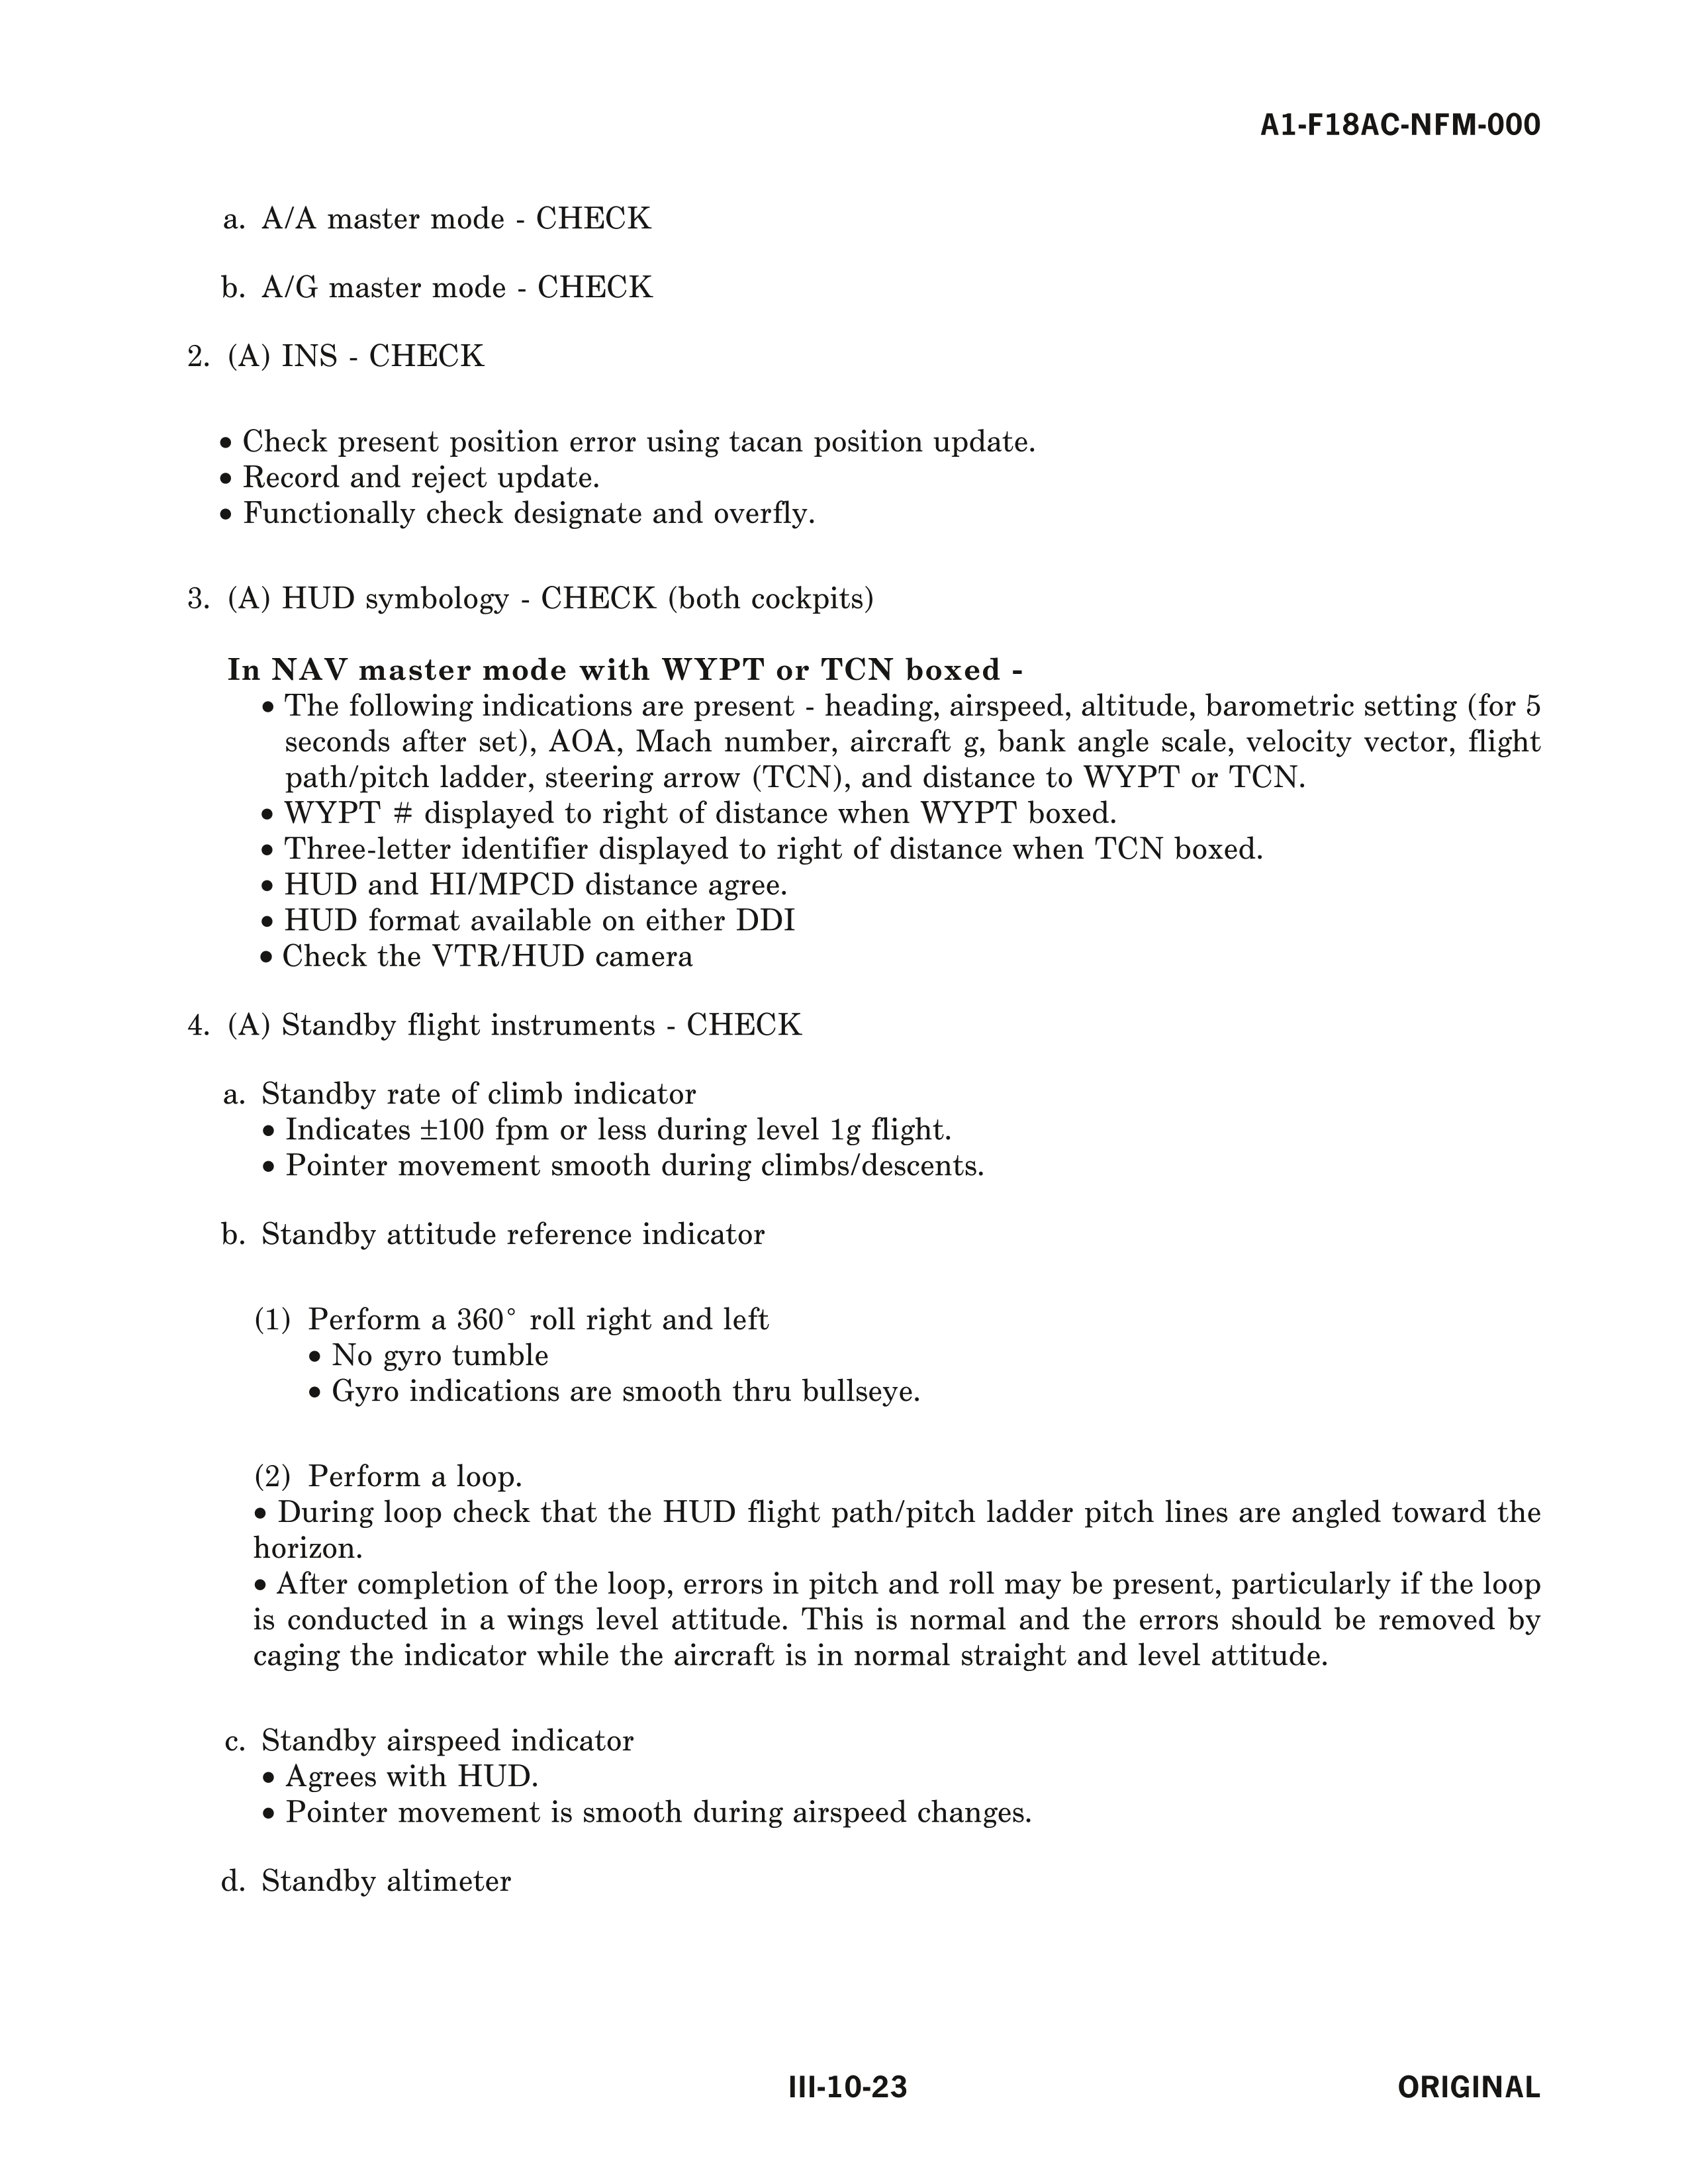 A1-F18AC-NFM-000
a. A/A master mode - CHECK
b. A/G master mode - CHECK
2. (A) INS - CHECK
• Check present position error using tacan position update.
• Record and reject update.
• Functionally check designate and overfly.
3. (A) HUD symbology - CHECK (both cockpits)
In NAV master mode with WYPT or TCN boxed -
• The following indications are present - heading, airspeed, altitude, barometric setting (for 5
seconds after set), AOA, Mach number, aircraft g, bank angle scale, velocity vector, flight
path/pitch ladder, steering arrow (TCN), and distance to WYPT or TCN.
• WYPT # displayed to right of distance when WYPT boxed.
• Three-letter identifier displayed to right of distance when TCN boxed.
• HUD and HI/MPCD distance agree.
• HUD format available on either DDI
• Check the VTR/HUD camera
4. (A) Standby flight instruments - CHECK
a. Standby rate of climb indicator
• Indicates ±100 fpm or less during level 1g flight.
• Pointer movement smooth during climbs/descents.
b. Standby attitude reference indicator
(1) Perform a 360° roll right and left
• No gyro tumble
• Gyro indications are smooth thru bullseye.
(2) Perform a loop.
• During loop check that the HUD flight path/pitch ladder pitch lines are angled toward the
horizon.
• After completion of the loop, errors in pitch and roll may be present, particularly if the loop
is conducted in a wings level attitude. This is normal and the errors should be removed by
caging the indicator while the aircraft is in normal straight and level attitude.
c. Standby airspeed indicator
• Agrees with HUD.
• Pointer movement is smooth during airspeed changes.
d. Standby altimeter
III-10-23
ORIGINAL